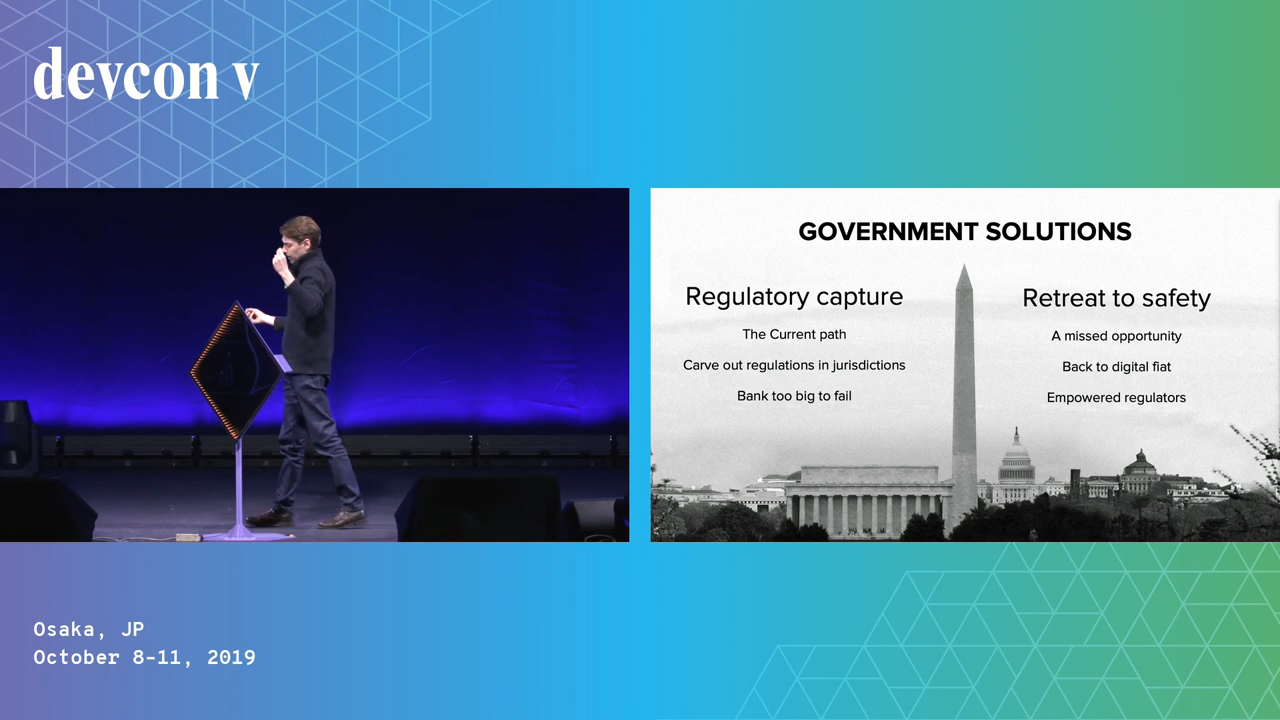 devcon v
GOVERNMENT SOLUTIONS
Regulatory capture
The Current path
Carve out regulations in jurisdictions
Bank too big to fail
Retreat to safety
A missed opportunity
Back to digital fiat
Empowered regulators
Osaka, JP
October 8-11, 2019